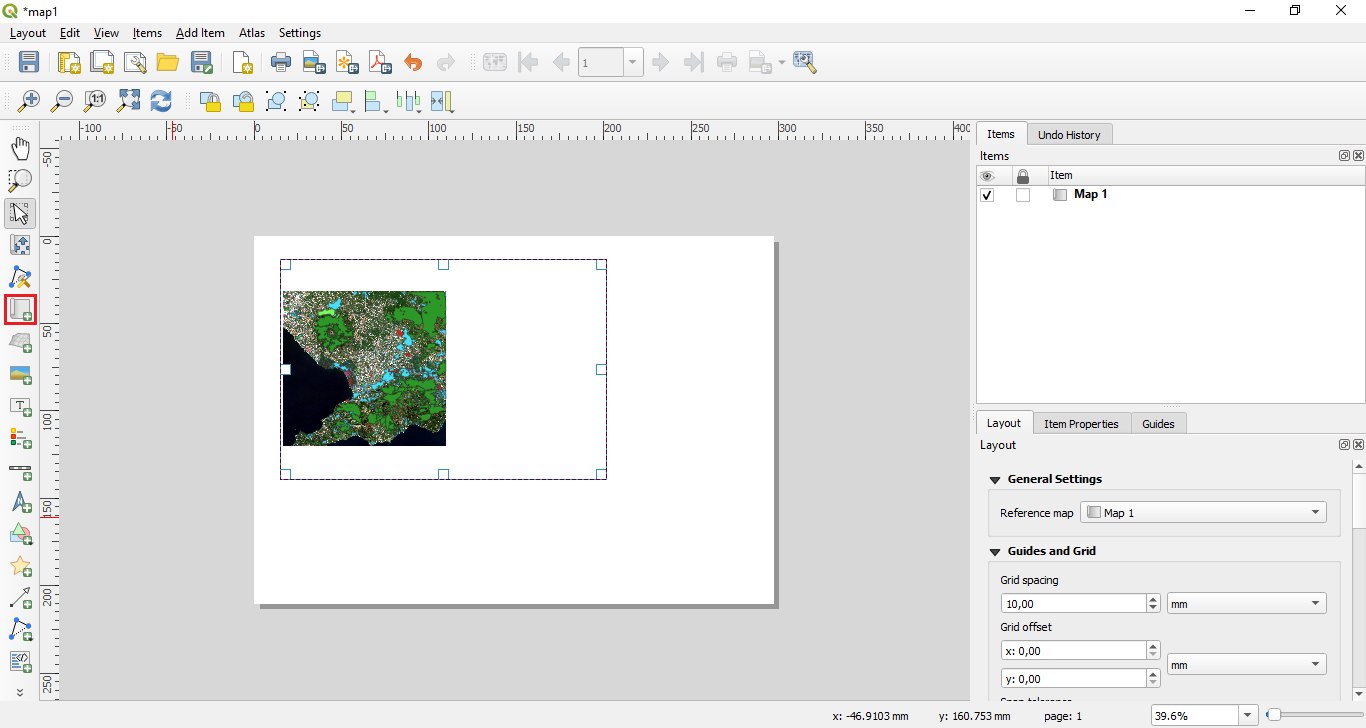 *map1
Layout Edit View Items Add Item Atlas Settings
1
1:1
-100 -50 0 50 100 150 200 250 300 350 400
-50
0
50
100
150
200
250
T
Items Undo History
Items
Item
Map 1
Layout Item Properties Guides
Layout
General Settings
Reference map Map 1
Guides and Grid
Grid spacing
10,00 mm
Grid offset
x: 0,00
mm
y: 0,00
x: -46.9103 mm y: 160.753 mm page: 1 39.6%